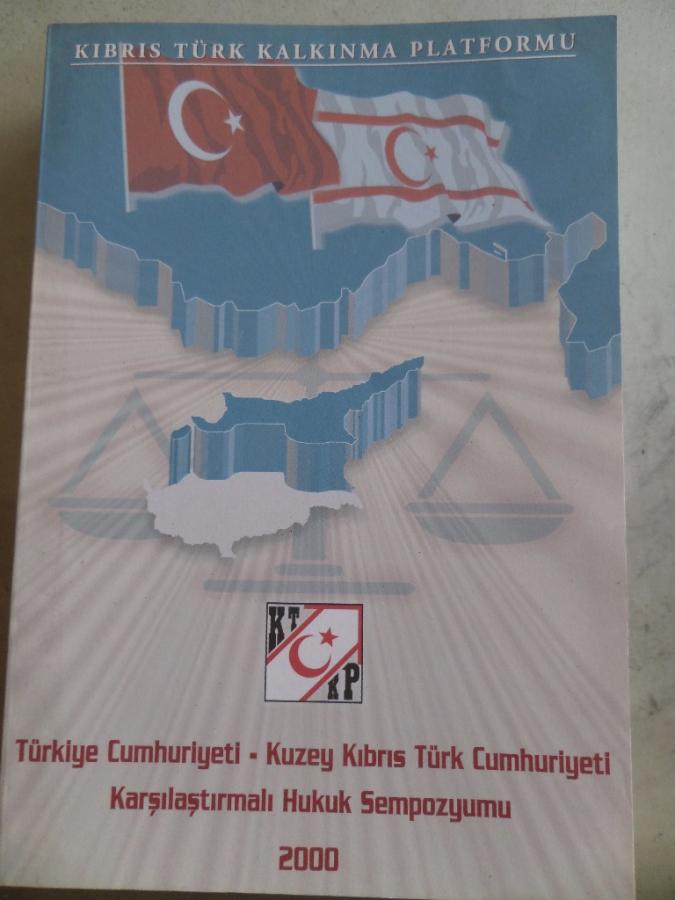 KIBRIS TÜRK KALKINMA PLATFORMU
KT
KP
Türkiye Cumhuriyeti - Kuzey Kıbrıs Türk Cumhuriyeti
Karşılaştırmalı Hukuk Sempozyumu
2000